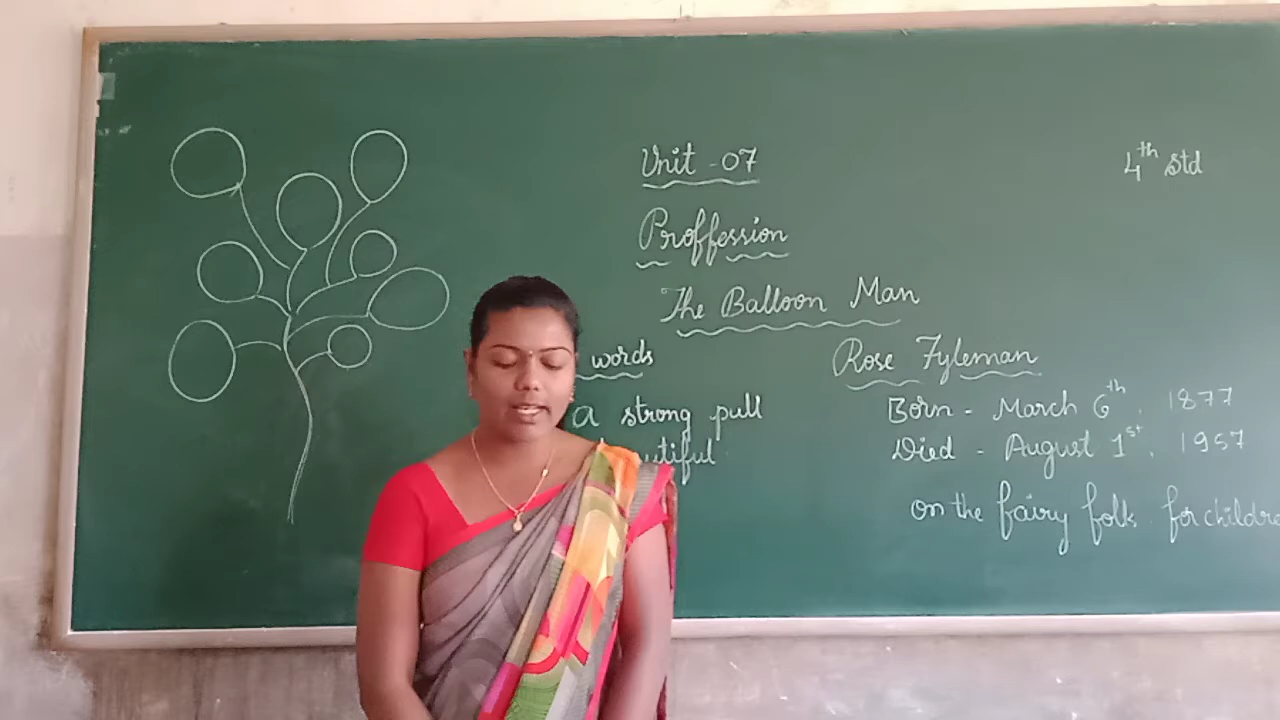 Unit - 07
4th Std
Proffession
The Balloon Man
words
a strong pull
utiful
Rose Fyleman
Born - March 6th. 1877
Died - August 1st. 1957
on the fairy folk. for childre